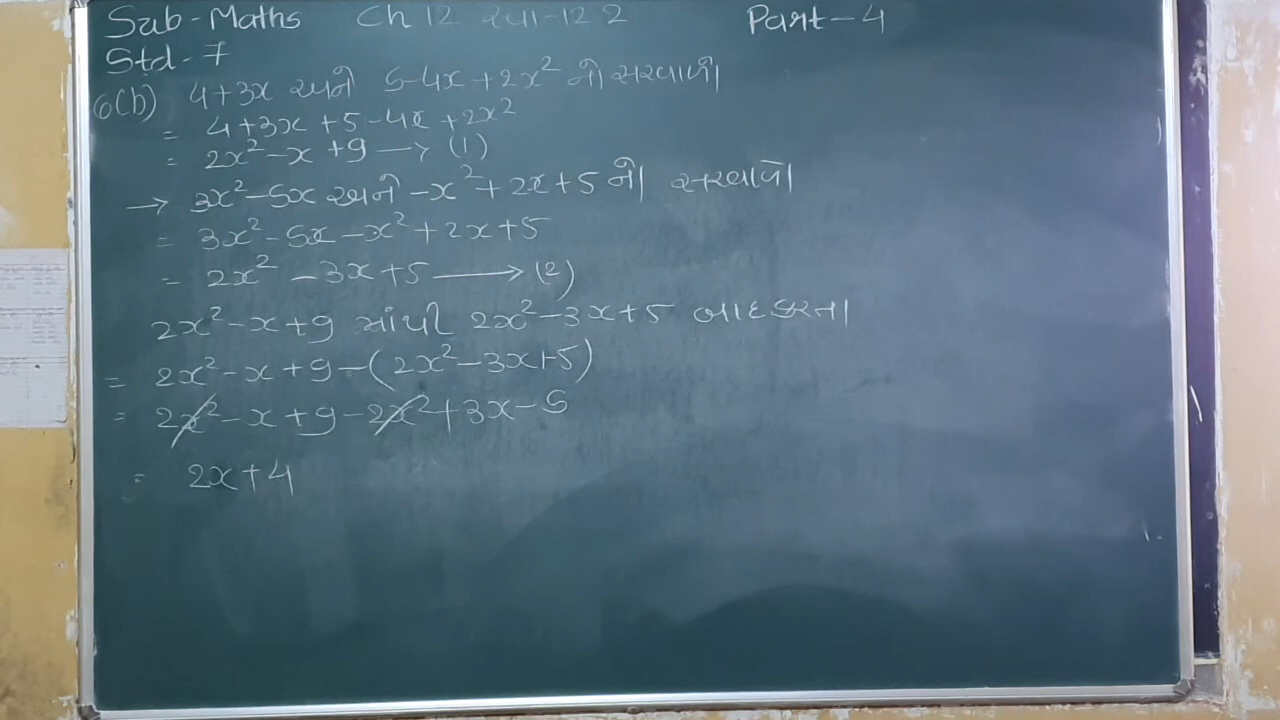 Sub - Maths Ch 12 સ્વા-12.2 Part - 4
Std - 7
6(b) 4+3x અને 5-4x+2x² નો સરવાળો
= 4+3x+5-4x+2x²
= 2x²-x+9 → (1)
→ 3x²-5x અને -x²+2x+5 નો સરવાળો
= 3x²-5x-x²+2x+5
= 2x²-3x+5 → (2)
2x²-x+9 માંથી 2x²-3x+5 બાદ કરતા
= 2x²-x+9-(2x²-3x+5)
= 2x²-x+9-2x²+3x-5
= 2x+4